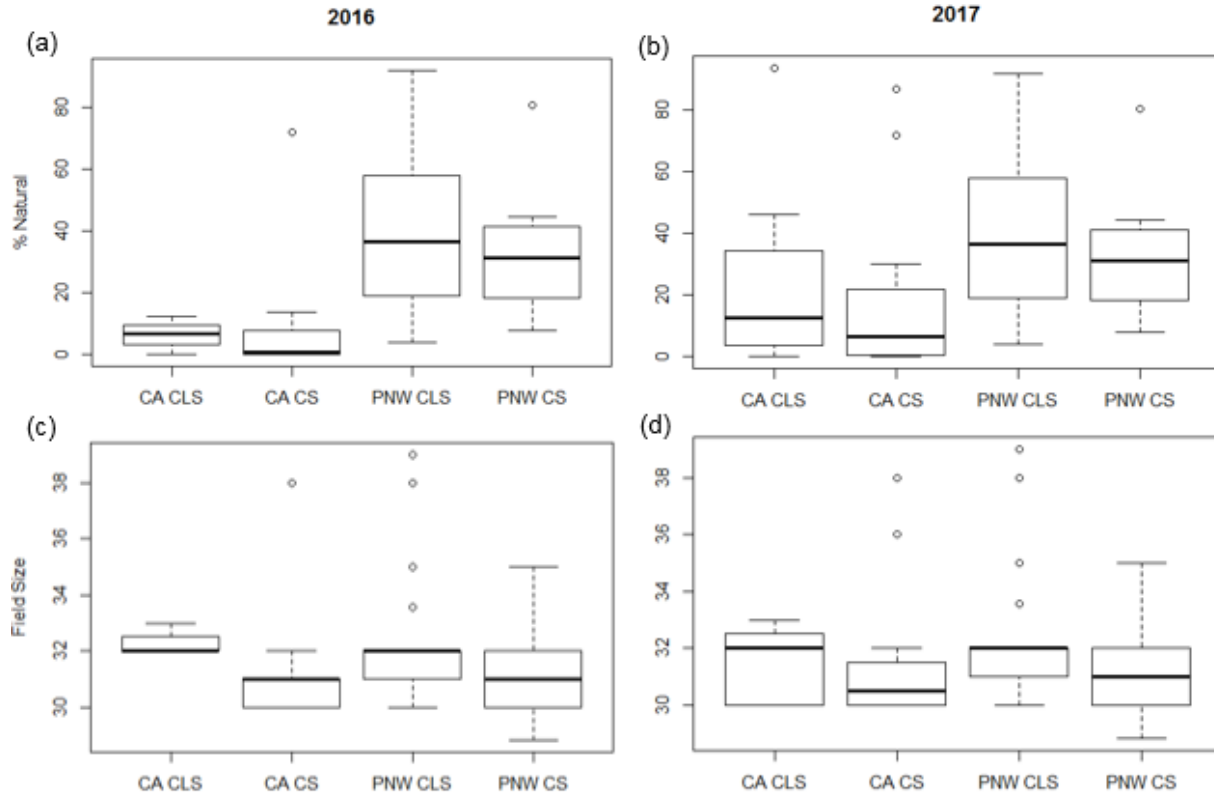 2016
2017
(a)
(b)
% Natural
80
60
40
20
0
80
60
40
20
0
CA CLS
CA CS
PNW CLS
PNW CS
CA CLS
CA CS
PNW CLS
PNW CS
(c)
(d)
Field Size
38
36
34
32
30
38
36
34
32
30
CA CLS
CA CS
PNW CLS
PNW CS
CA CLS
CA CS
PNW CLS
PNW CS